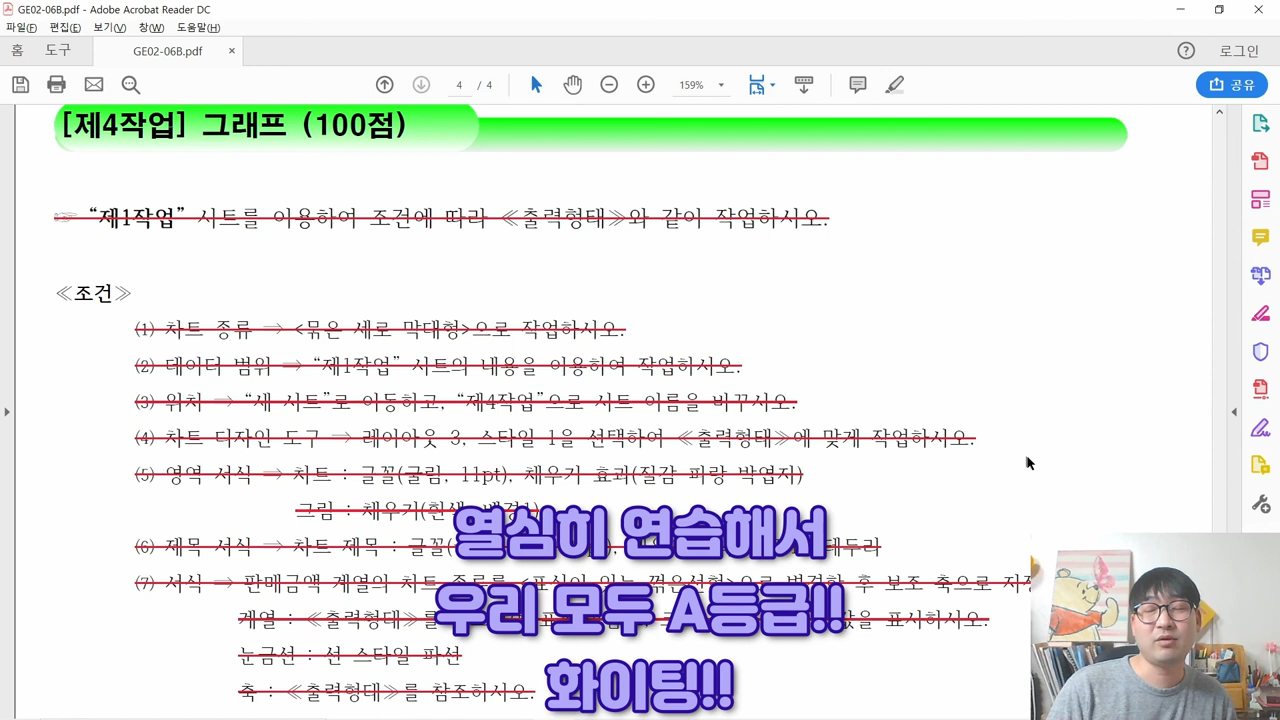 GE02-06B.pdf - Adobe Acrobat Reader DC
파일(F) 편집(E) 보기(V) 창(W) 도움말(H)
홈 도구 GE02-06B.pdf × 로그인
4 / 4 159% 공유
[제4작업] 그래프 (100점)
☞ “제1작업” 시트를 이용하여 조건에 따라 ≪출력형태≫와 같이 작업하시오.
≪조건≫
(1) 차트 종류 ⇒ <묶은 세로 막대형>으로 작업하시오.
(2) 데이터 범위 ⇒ “제1작업” 시트의 내용을 이용하여 작업하시오.
(3) 위치 ⇒ “새 시트”로 이동하고, “제4작업”으로 시트 이름을 바꾸시오.
(4) 차트 디자인 도구 ⇒ 레이아웃 3, 스타일 1을 선택하여 ≪출력형태≫에 맞게 작업하시오.
(5) 영역 서식 ⇒ 차트 : 글꼴(굴림, 11pt), 채우기 효과(질감-파랑 박엽지)
그림 : 채우기(흰색, 배경1)
(6) 제목 서식 ⇒ 차트 제목 : 글꼴( 테두리
(7) 서식 ⇒ 판매금액 계열의 차트 종류를 <표식이 있는 꺾은선형>으로 변경한 후 보조 축으로 지정
계열 : ≪출력형태≫를 값을 표시하시오.
눈금선 : 선 스타일-파선
축 : ≪출력형태≫를 참조하시오.
열심히 연습해서
우리 모두 A등급!!
화이팅!!